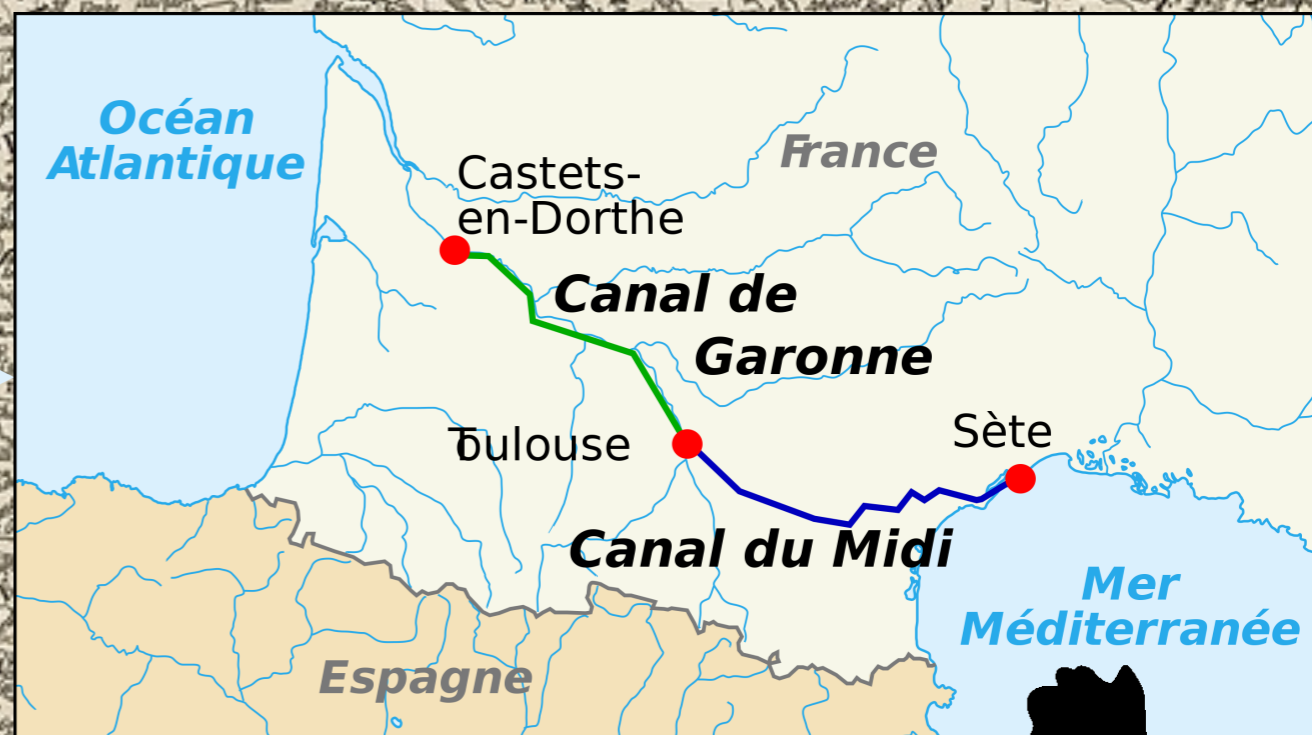 Océan
Atlantique
France
Castets-
en-Dorthe
Canal de
Garonne
Toulouse
Sète
Canal du Midi
Mer
Méditerranée
Espagne